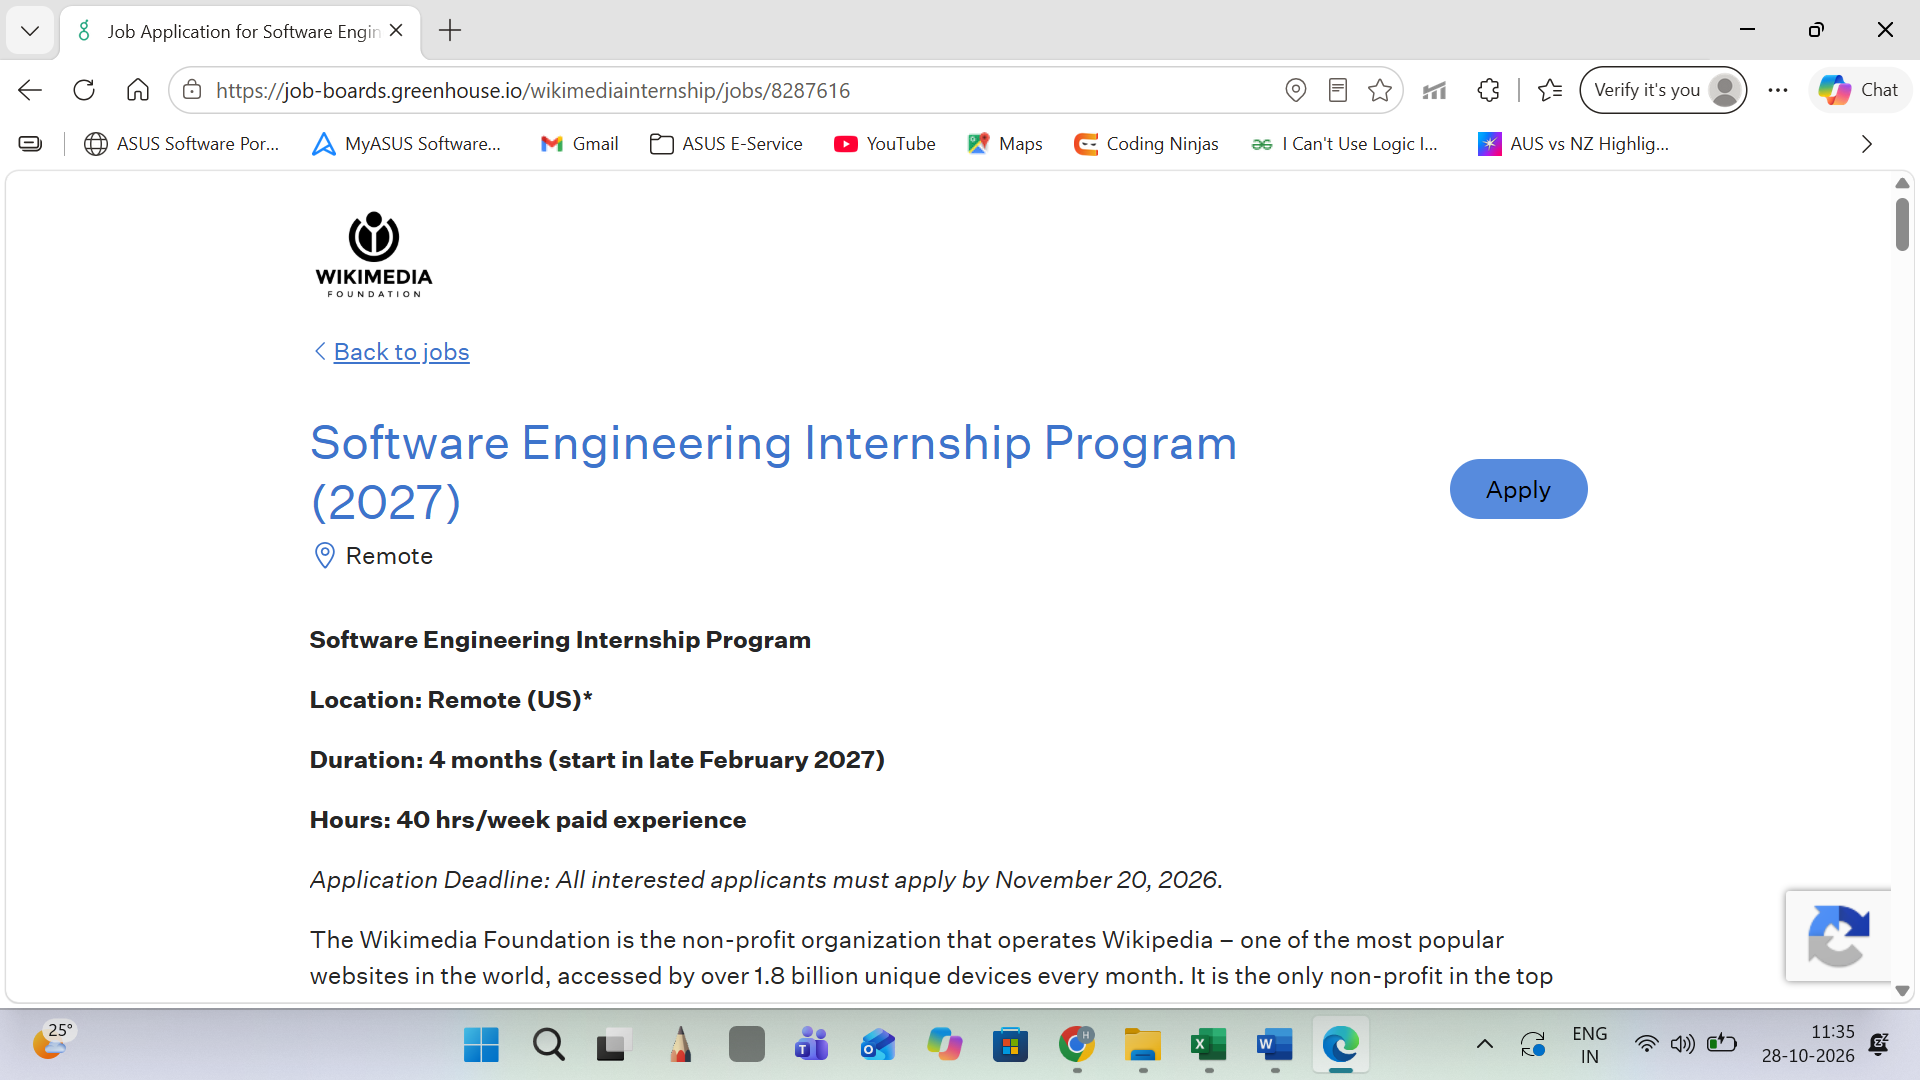 Job Application for Software Engin
https://job-boards.greenhouse.io/wikimediainternship/jobs/8287616
Verify it's you
Chat
ASUS Software Por...
MyASUS Software...
Gmail
ASUS E-Service
YouTube
Maps
Coding Ninjas
I Can't Use Logic I...
AUS vs NZ Highlig...
WIKIMEDIA
FOUNDATION
Back to jobs
Software Engineering Internship Program
(2027)
Apply
Remote
Software Engineering Internship Program
Location: Remote (US)*
Duration: 4 months (start in late February 2027)
Hours: 40 hrs/week paid experience
Application Deadline: All interested applicants must apply by November 20, 2026.
The Wikimedia Foundation is the non-profit organization that operates Wikipedia – one of the most popular
websites in the world, accessed by over 1.8 billion unique devices every month. It is the only non-profit in the top
25°
H
ENG
IN
11:35
28-10-2026